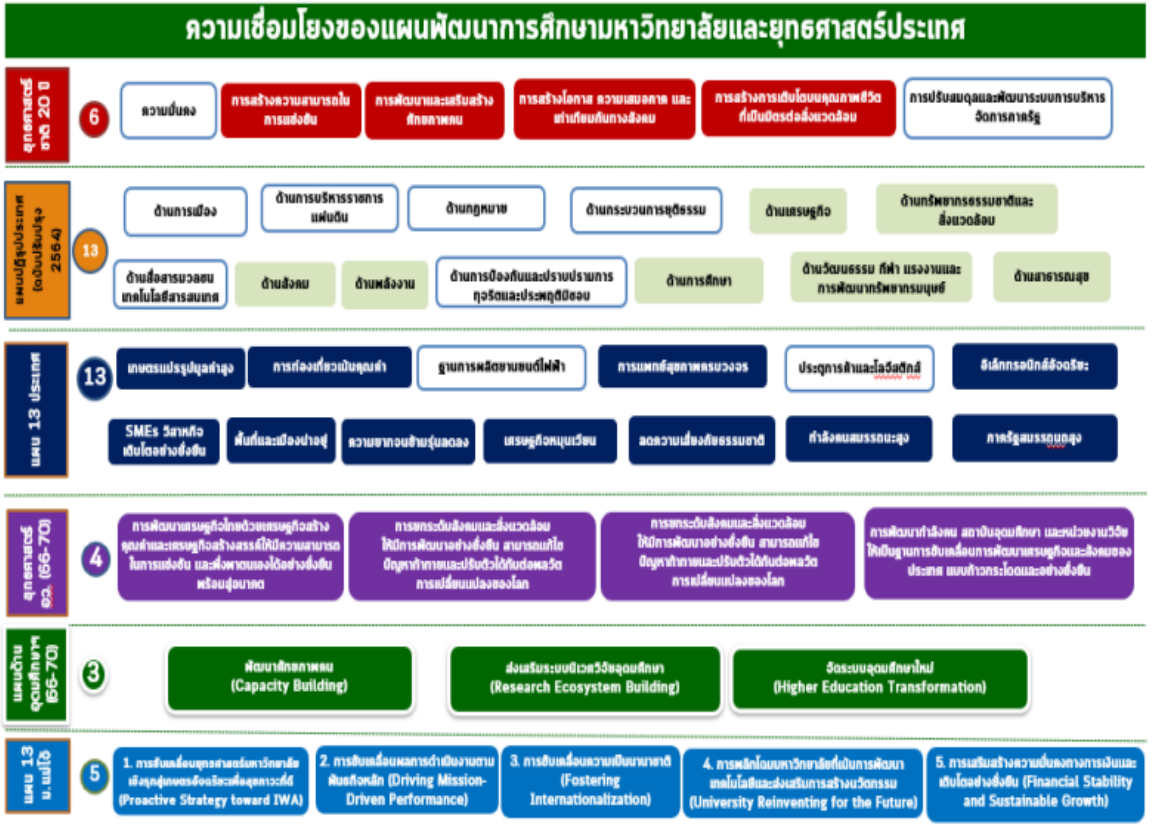 ความเชื่อมโยงของแผนพัฒนาการศึกษามหาวิทยาลัยและยุทธศาสตร์ประเทศ
ยุทธศาสตร์
ชาติ 20 ปี
6
ความมั่นคง
การสร้างความสามารถใน
การแข่งขัน
การพัฒนาและเสริมสร้าง
ศักยภาพคน
การสร้างโอกาส ความเสมอภาค และ
เท่าเทียมกันทางสังคม
การสร้างการเติบโตบนคุณภาพชีวิต
ที่เป็นมิตรต่อสิ่งแวดล้อม
การปรับสมดุลและพัฒนาระบบการบริหาร
จัดการภาครัฐ
แผนปฏิรูปประเทศ
(ฉบับปรับปรุง
2564)
13
ด้านการเมือง
ด้านการบริหารราชการ
แผ่นดิน
ด้านกฎหมาย
ด้านกระบวนการยุติธรรม
ด้านเศรษฐกิจ
ด้านทรัพยากรธรรมชาติและ
สิ่งแวดล้อม
ด้านสื่อสารมวลชน
เทคโนโลยีสารสนเทศ
ด้านสังคม
ด้านพลังงาน
ด้านการป้องกันและปราบปรามการ
ทุจริตและประพฤติมิชอบ
ด้านการศึกษา
ด้านวัฒนธรรม กีฬา แรงงานและ
การพัฒนาทรัพยากรมนุษย์
ด้านสาธารณสุข
แผน 13 ประเทศ
13
เกษตรแปรรูปมูลค่าสูง
การท่องเที่ยวเน้นคุณค่า
ฐานการผลิตยานยนต์ไฟฟ้า
การแพทย์สุขภาพครบวงจร
ประตูการค้าและโลจิสติกส์
อิเล็กทรอนิกส์อัจฉริยะ
SMEs วิสาหกิจ
เติบโตอย่างยั่งยืน
พื้นที่และเมืองน่าอยู่
ความยากจนข้ามรุ่นลดลง
เศรษฐกิจหมุนเวียน
ลดความเสี่ยงภัยธรรมชาติ
กำลังคนสมรรถนะสูง
ภาครัฐสมรรถนสูง
ยุทธศาสตร์
อว. (66-70)
4
การพัฒนาเศรษฐกิจไทยด้วยเศรษฐกิจสร้าง
คุณค่าและเศรษฐกิจสร้างสรรค์ให้มีความสามารถ
ในการแข่งขัน และพึ่งพาตนเองได้อย่างยั่งยืน
พร้อมสู่อนาคต
การยกระดับสังคมและสิ่งแวดล้อม
ให้มีการพัฒนาอย่างยั่งยืน สามารถแก้ไข
ปัญหาท้าทายและปรับตัวได้ทันต่อพลวัต
การเปลี่ยนแปลงของโลก
การยกระดับสังคมและสิ่งแวดล้อม
ให้มีการพัฒนาอย่างยั่งยืน สามารถแก้ไข
ปัญหาท้าทายและปรับตัวได้ทันต่อพลวัต
การเปลี่ยนแปลงของโลก
การพัฒนากำลังคน สถาบันอุดมศึกษา และหน่วยงานวิจัย
ให้เป็นฐานการขับเคลื่อนการพัฒนาเศรษฐกิจและสังคมของ
ประเทศ แบบก้าวกระโดดและอย่างยั่งยืน
แผนด้าน
อุดมศึกษาฯ
(66-70)
3
พัฒนาศักยภาพคน
(Capacity Building)
ส่งเสริมระบบนิเวศวิจัยอุดมศึกษา
(Research Ecosystem Building)
จัดระบบอุดมศึกษาใหม่
(Higher Education Transformation)
แผน 13
ม.แม่โจ้
5
1. การขับเคลื่อนยุทธศาสตร์มหาวิทยาลัย
เชิงรุกสู่เกษตรอัจฉริยะเพื่อสุขภาวะที่ดี
(Proactive Strategy toward IWA)
2. การขับเคลื่อนผลการดำเนินงานตาม
พันธกิจหลัก (Driving Mission-
Driven Performance)
3. การขับเคลื่อนความเป็นนานาชาติ
(Fostering
Internationalization)
4. การพลิกโฉมมหาวิทยาลัยที่เน้นการพัฒนา
เทคโนโลยีและส่งเสริมการสร้างนวัตกรรม
(University Reinventing for the Future)
5. การเสริมสร้างความมั่นคงทางการเงินและ
เติบโตอย่างยั่งยืน (Financial Stability
and Sustainable Growth)